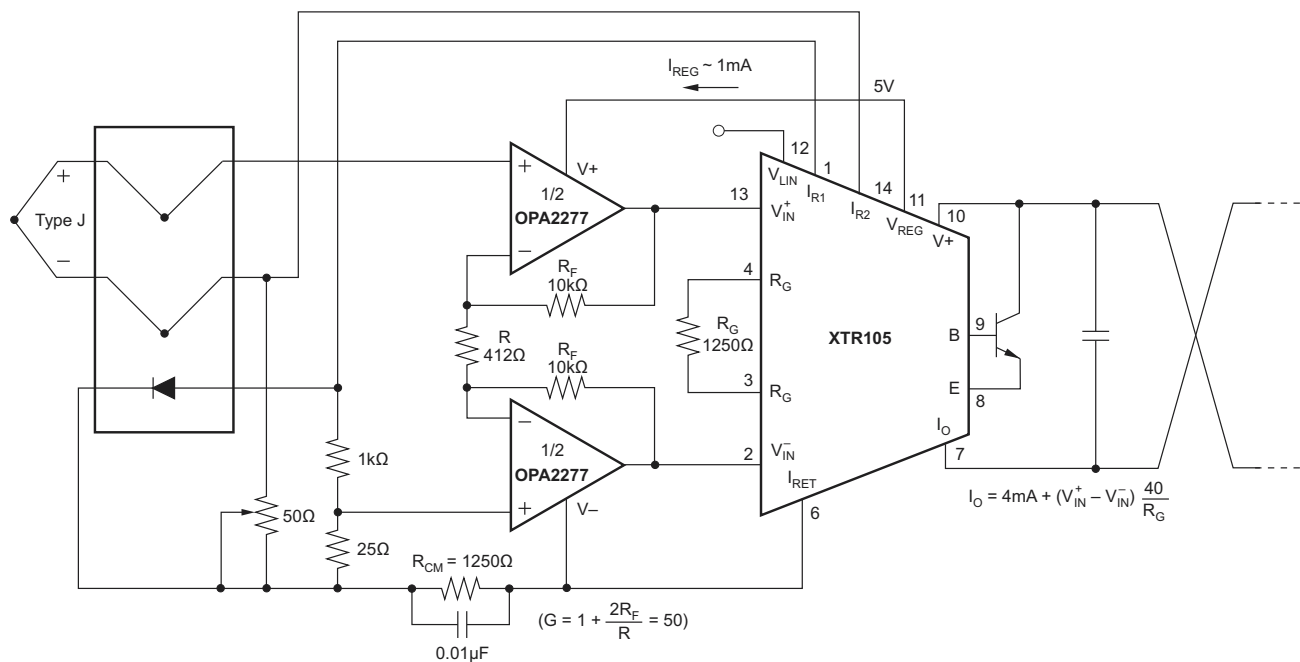 I_REG ~ 1mA
5V
Type J
+
–
+
–
1/2
OPA2277
V+
12
1
14
11
10
V_LIN
I_R1
I_R2
V_REG
V+
13
V_IN^+
4
R_G
R_G
1250Ω
3
R_G
XTR105
B
9
E
8
I_O
7
2
V_IN^–
I_RET
6
R_F
10kΩ
R
412Ω
R_F
10kΩ
–
+
1/2
OPA2277
V–
1kΩ
50Ω
25Ω
R_CM = 1250Ω
0.01µF
(G = 1 + 2R_F/R = 50)
I_O = 4mA + (V_IN^+ – V_IN^–) 40/R_G